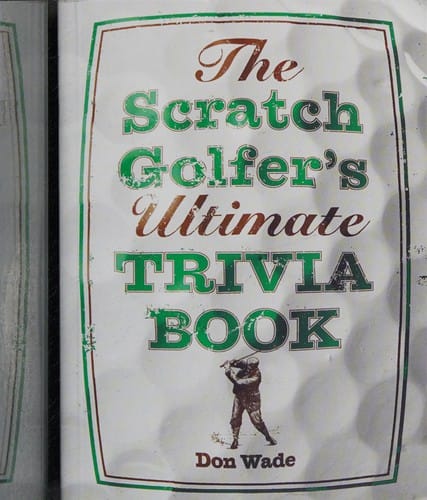 The
Scratch
Golfer's
Ultimate
TRIVIA
BOOK
Don Wade